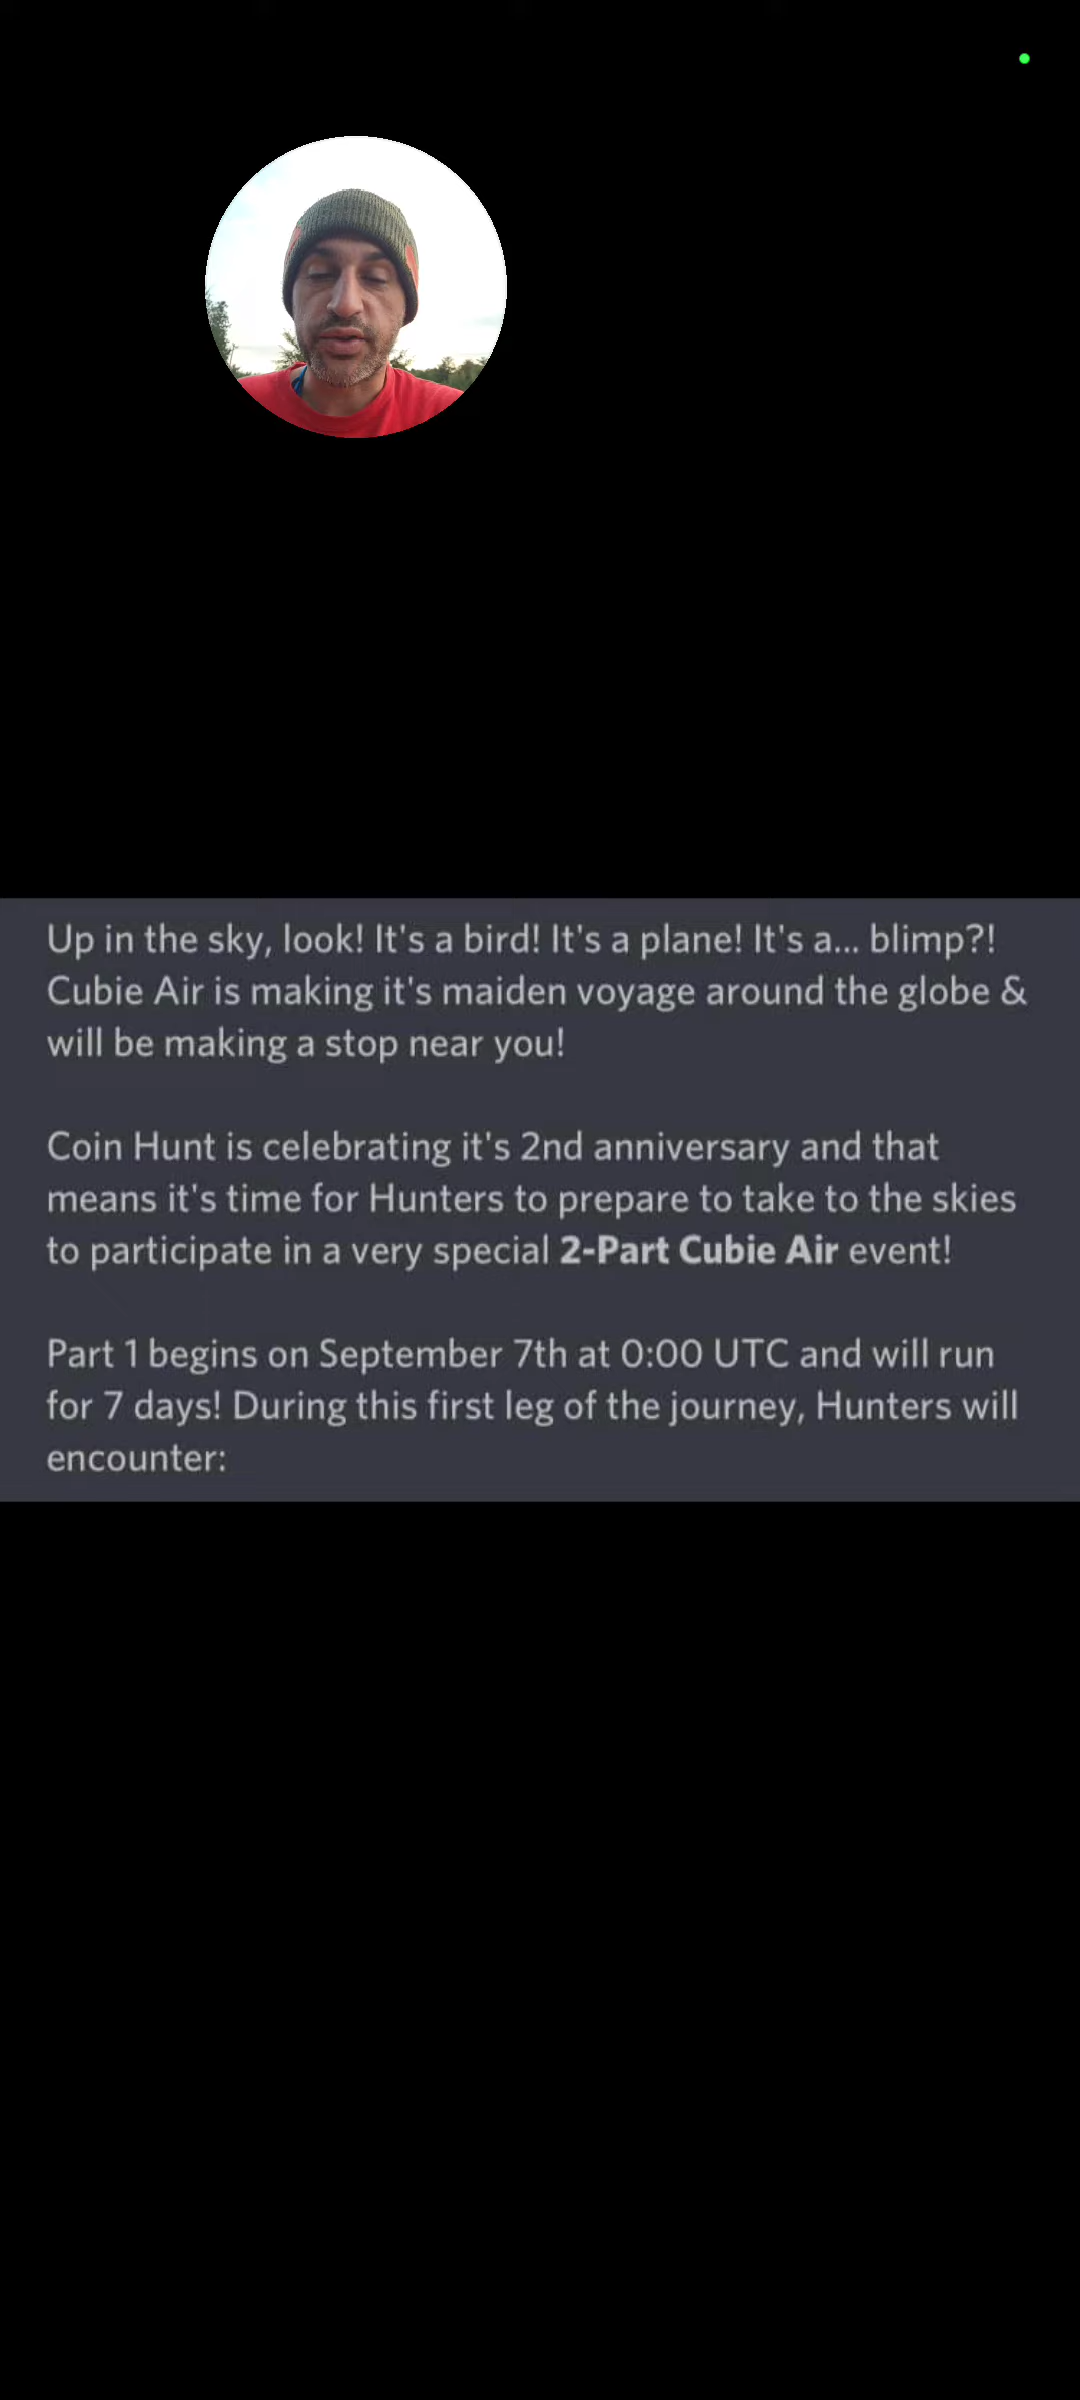 Up in the sky, look! It's a bird! It's a plane! It's a... blimp?!
Cubie Air is making it's maiden voyage around the globe &
will be making a stop near you!
Coin Hunt is celebrating it's 2nd anniversary and that
means it's time for Hunters to prepare to take to the skies
to participate in a very special 2-Part Cubie Air event!
Part 1 begins on September 7th at 0:00 UTC and will run
for 7 days! During this first leg of the journey, Hunters will
encounter: